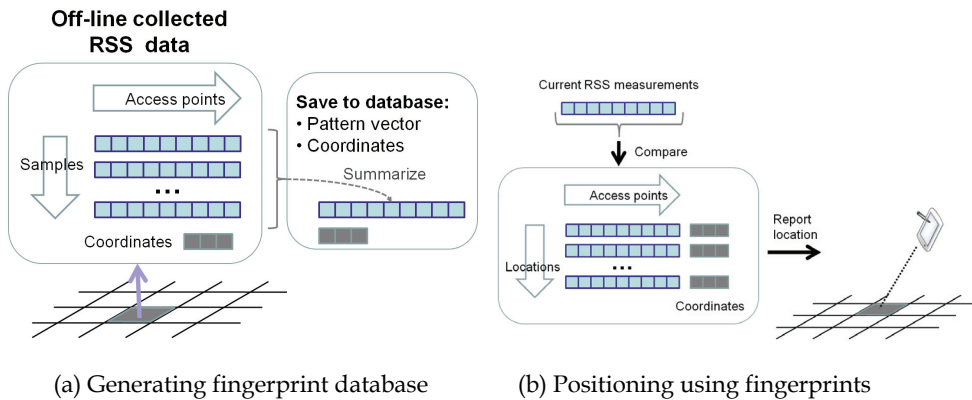 Off-line collected
RSS data
Access points
Samples
...
Coordinates
Save to database:
• Pattern vector
• Coordinates
Summarize
(a) Generating fingerprint database
Current RSS measurements
Compare
Access points
Locations
...
Coordinates
Report
location
(b) Positioning using fingerprints